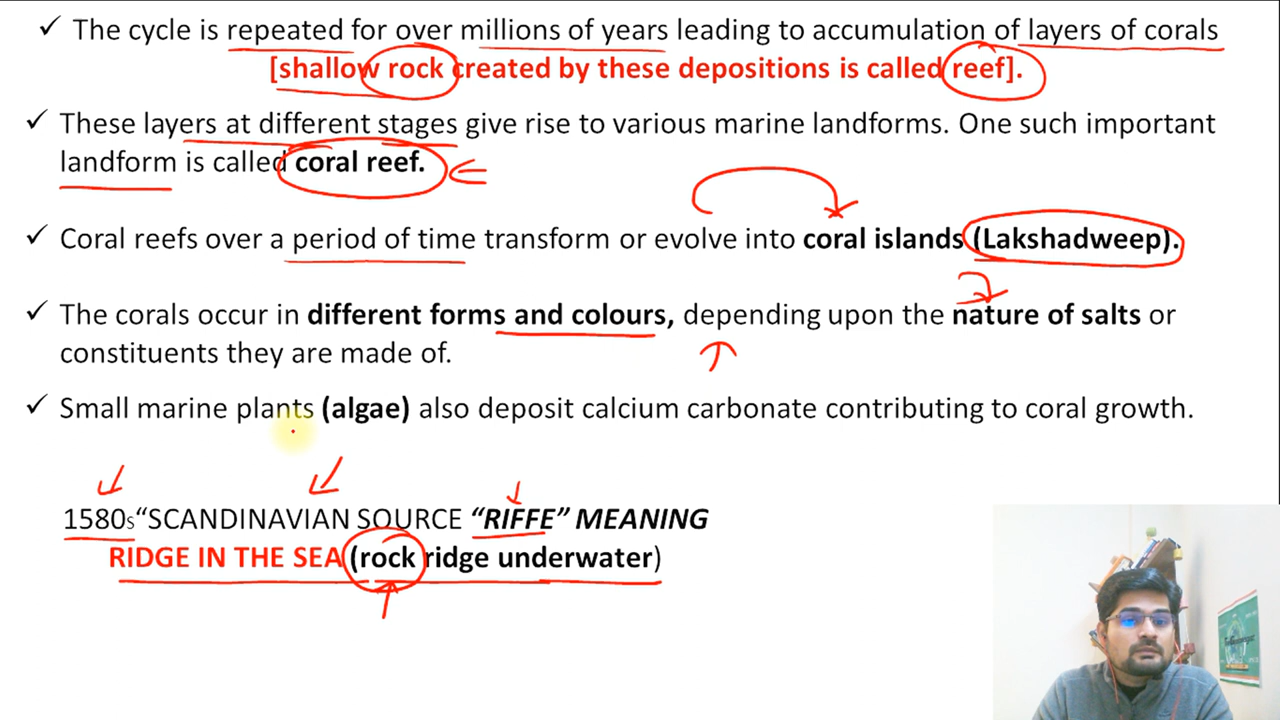 ✓ The cycle is repeated for over millions of years leading to accumulation of layers of corals
[shallow rock created by these depositions is called reef].
✓ These layers at different stages give rise to various marine landforms. One such important
landform is called coral reef.
✓ Coral reefs over a period of time transform or evolve into coral islands (Lakshadweep).
✓ The corals occur in different forms and colours, depending upon the nature of salts or
constituents they are made of.
✓ Small marine plants (algae) also deposit calcium carbonate contributing to coral growth.
1580s“SCANDINAVIAN SOURCE “RIFFE” MEANING
RIDGE IN THE SEA (rock ridge underwater)